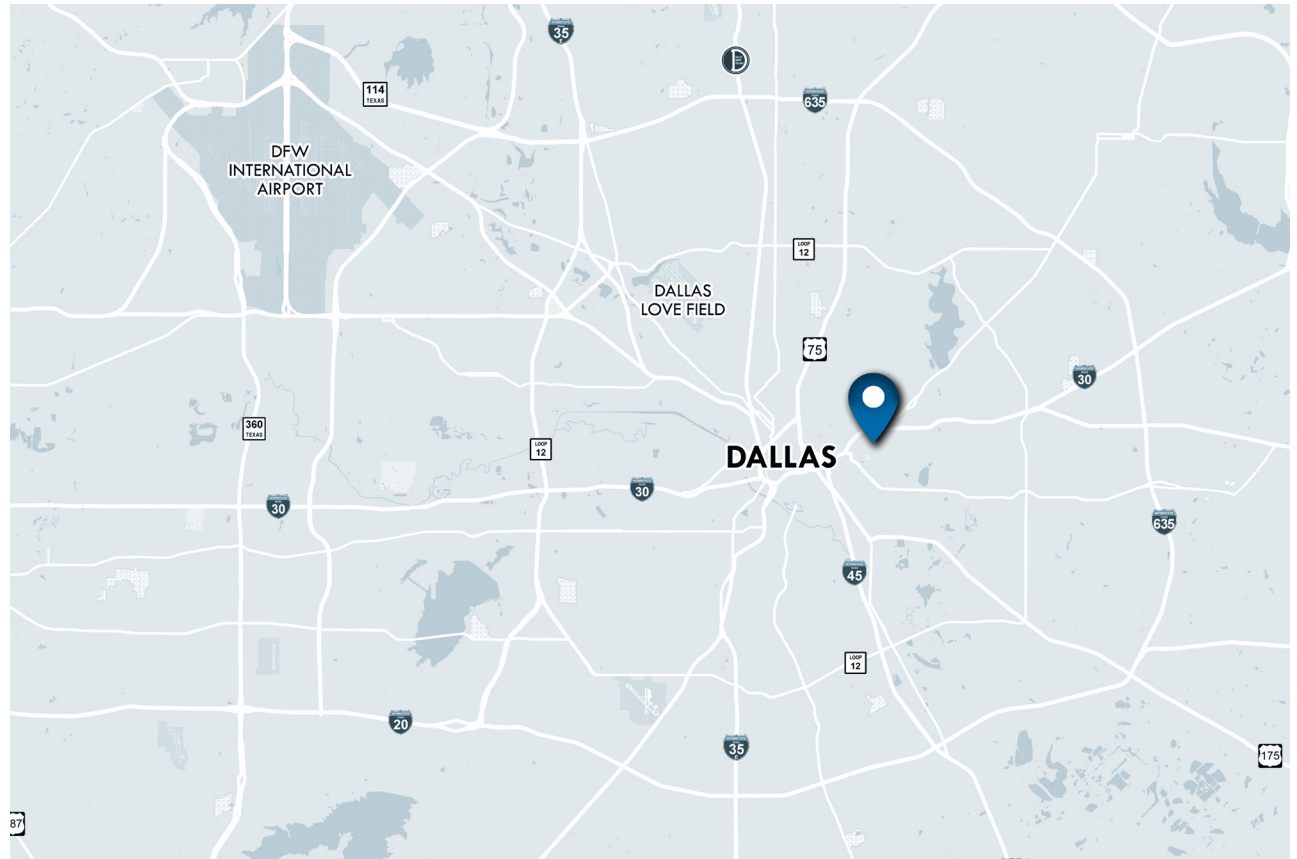 35
E
D
114
TEXAS
635
DFW
INTERNATIONAL
AIRPORT
LOOP
12
DALLAS
LOVE FIELD
75
30
360
TEXAS
LOOP
12
DALLAS
30
30
635
45
LOOP
12
20
35
E
175
87